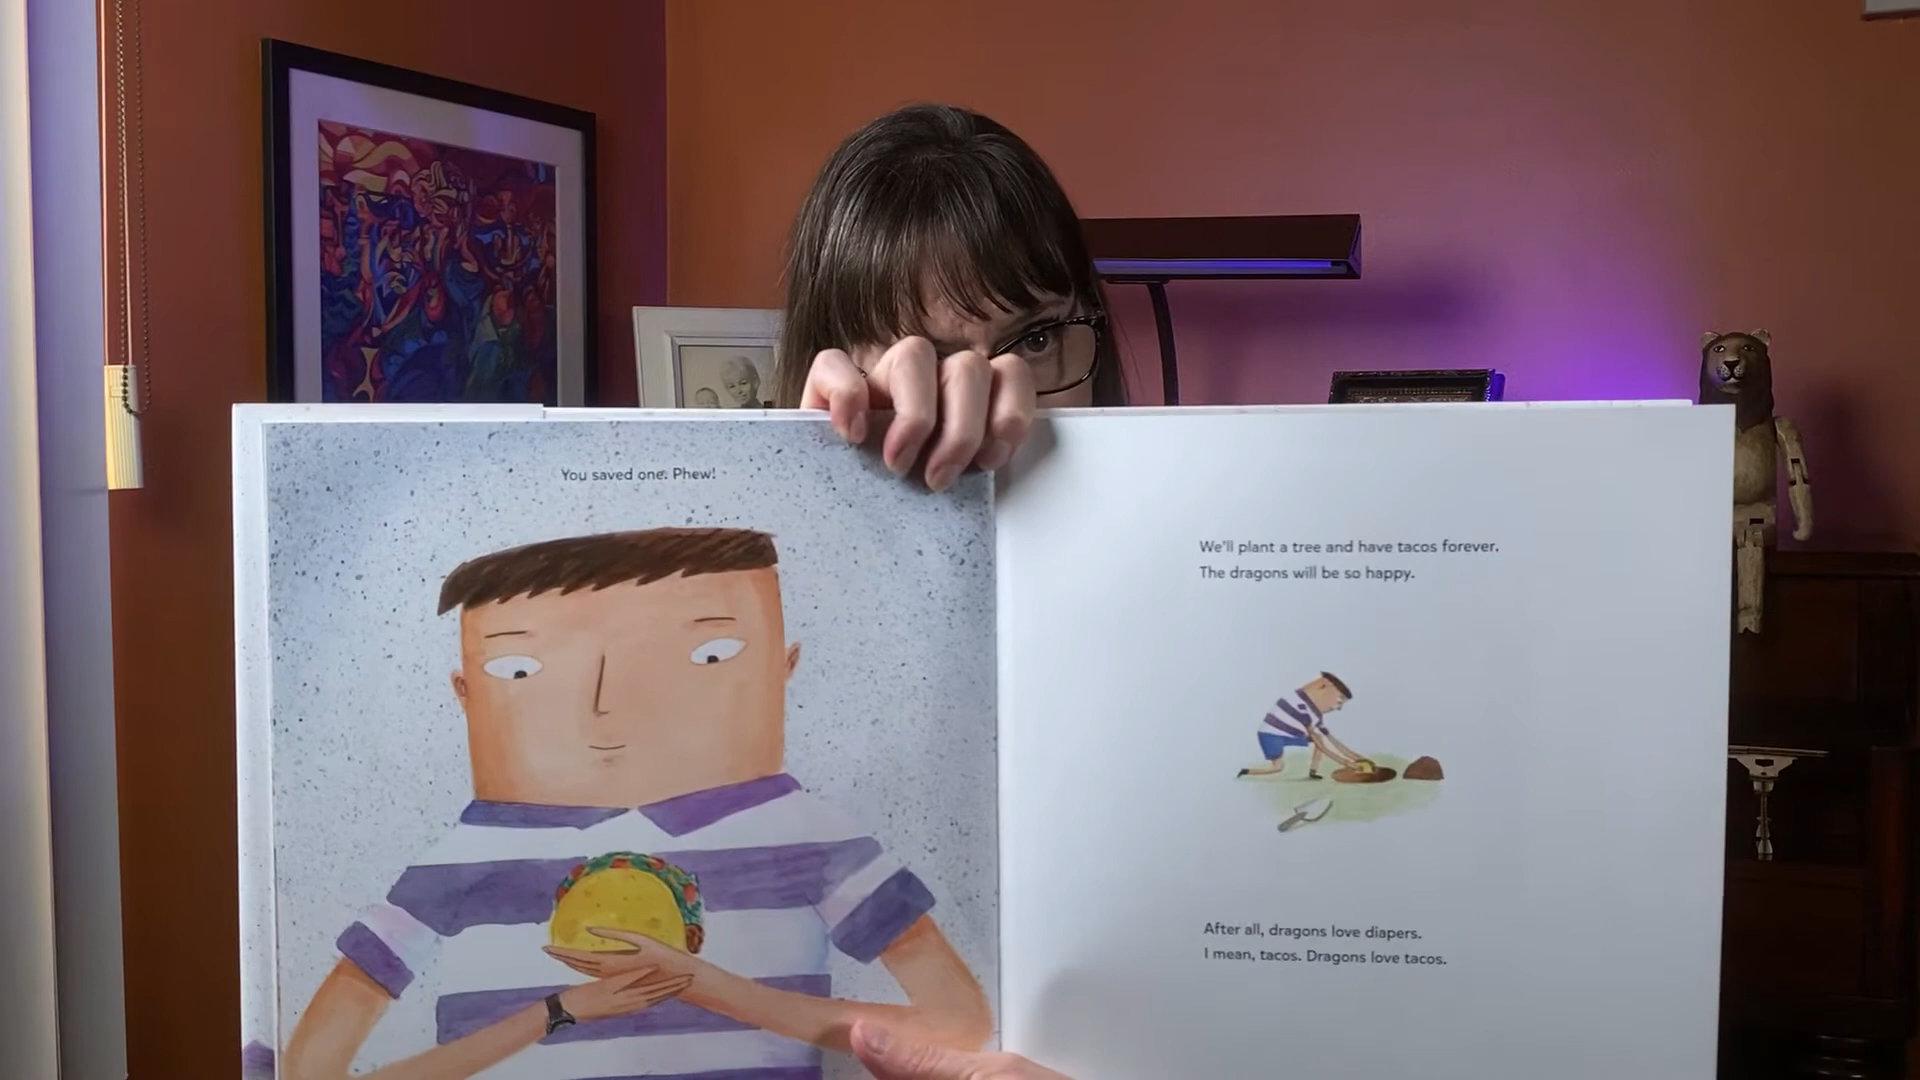 You saved one. Phew!
We'll plant a tree and have tacos forever.
The dragons will be so happy.
After all, dragons love diapers.
I mean, tacos. Dragons love tacos.